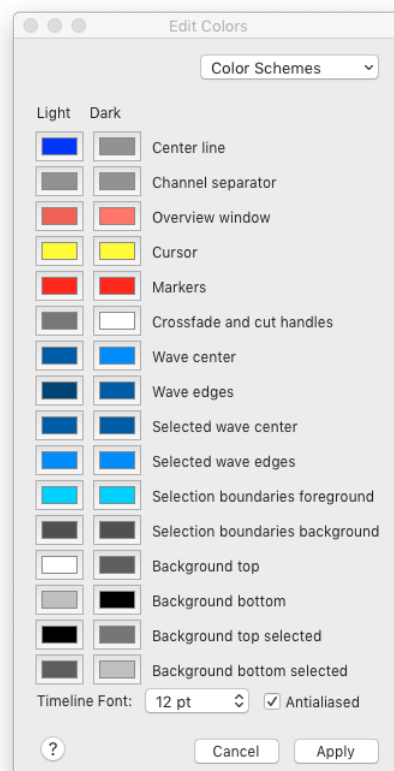 Edit Colors
Color Schemes
Light Dark
Center line
Channel separator
Overview window
Cursor
Markers
Crossfade and cut handles
Wave center
Wave edges
Selected wave center
Selected wave edges
Selection boundaries foreground
Selection boundaries background
Background top
Background bottom
Background top selected
Background bottom selected
Timeline Font: 12 pt Antialiased
? Cancel Apply